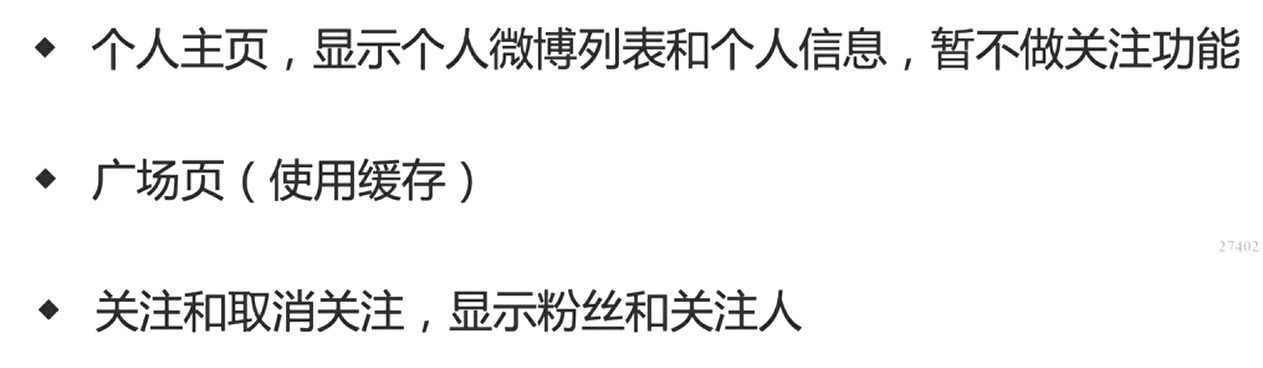 ◆ 个人主页，显示个人微博列表和个人信息，暂不做关注功能
◆ 广场页（使用缓存）
27402
◆ 关注和取消关注，显示粉丝和关注人